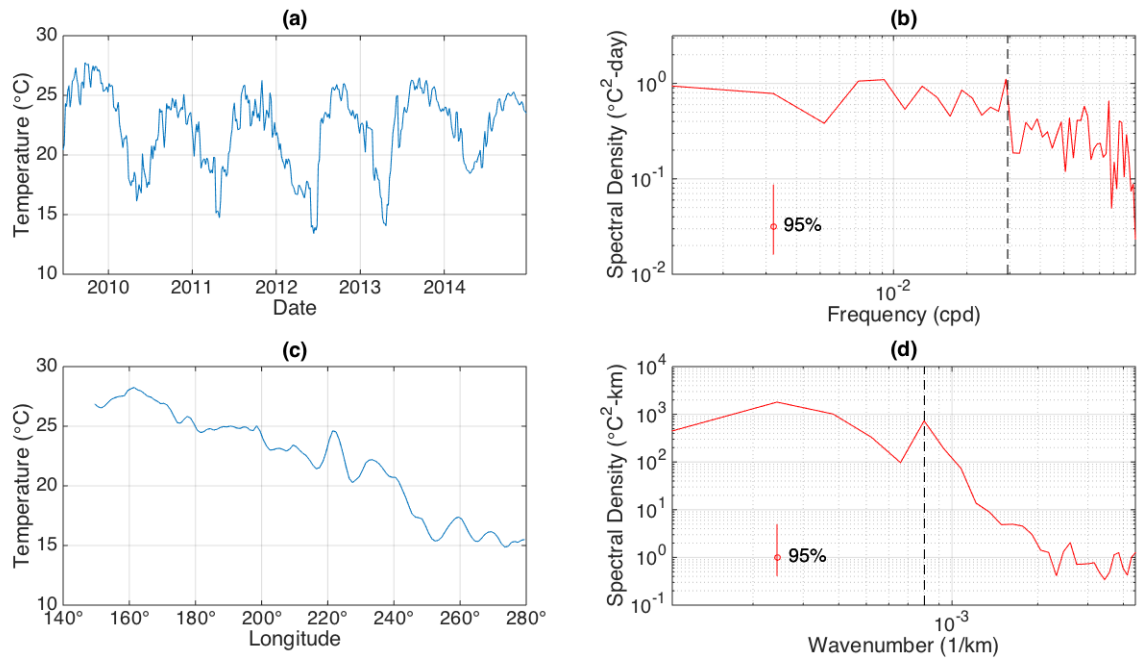 (a)
30
25
20
15
10
Temperature (°C)
2010 2011 2012 2013 2014
Date
(b)
10⁰
10⁻¹
10⁻²
Spectral Density (°C²-day)
95%
10⁻²
Frequency (cpd)
(c)
30
25
20
15
10
Temperature (°C)
140° 160° 180° 200° 220° 240° 260° 280°
Longitude
(d)
10⁴
10³
10²
10¹
10⁰
10⁻¹
Spectral Density (°C²-km)
95%
10⁻³
Wavenumber (1/km)